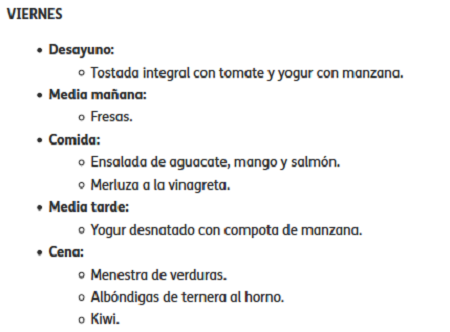 VIERNES
• Desayuno:
○ Tostada integral con tomate y yogur con manzana.
• Media mañana:
○ Fresas.
• Comida:
○ Ensalada de aguacate, mango y salmón.
○ Merluza a la vinagreta.
• Media tarde:
○ Yogur desnatado con compota de manzana.
• Cena:
○ Menestra de verduras.
○ Albóndigas de ternera al horno.
○ Kiwi.